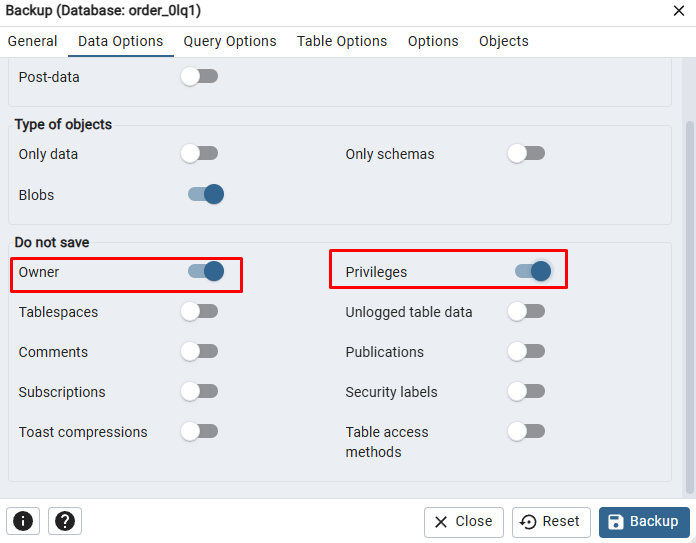 Backup (Database: order_0lq1)
General Data Options Query Options Table Options Options Objects
Post-data
Type of objects
Only data Only schemas
Blobs
Do not save
Owner Privileges
Tablespaces Unlogged table data
Comments Publications
Subscriptions Security labels
Toast compressions Table access
methods
Close Reset Backup